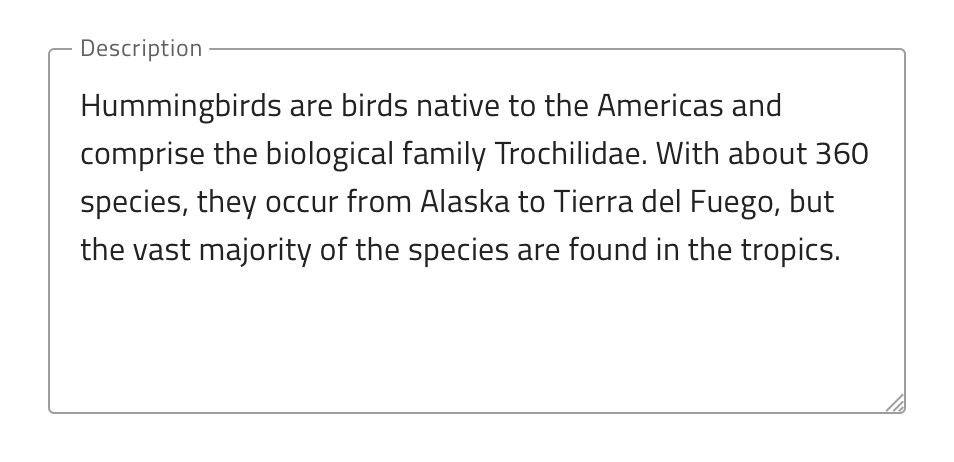 Description
Hummingbirds are birds native to the Americas and
comprise the biological family Trochilidae. With about 360
species, they occur from Alaska to Tierra del Fuego, but
the vast majority of the species are found in the tropics.